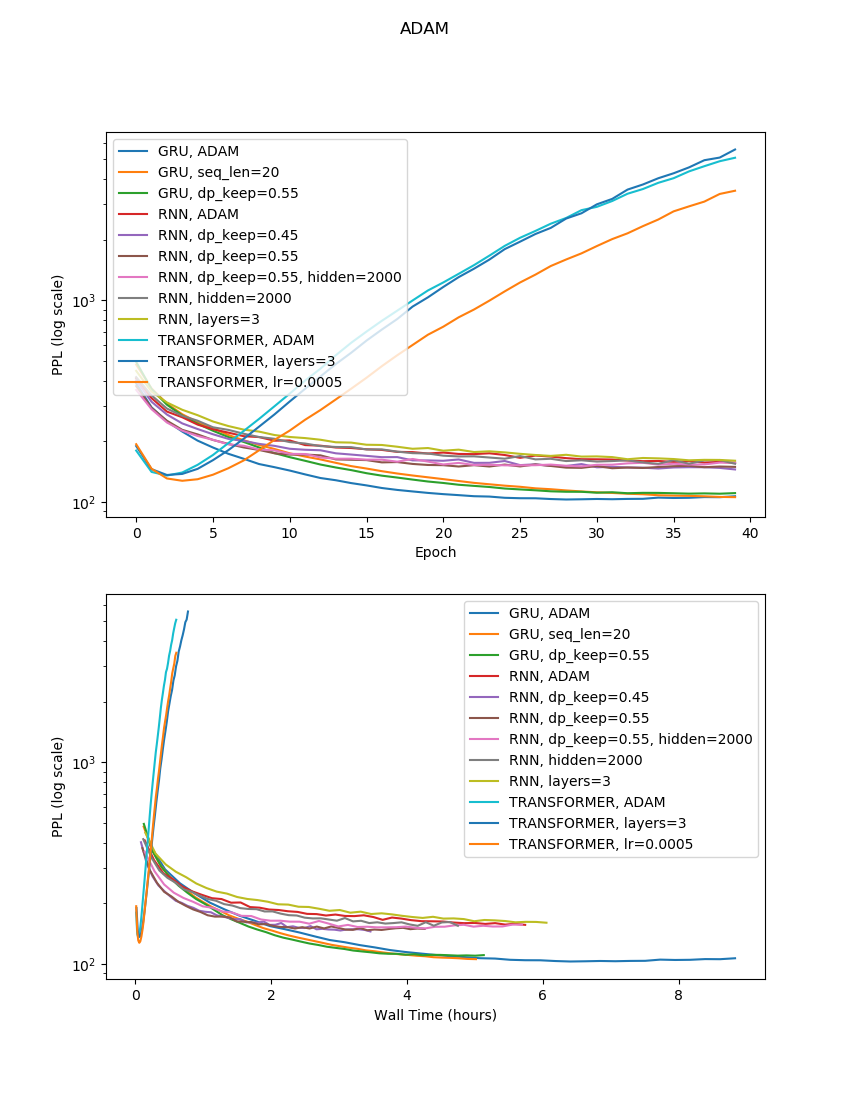 ADAM
GRU, ADAM
GRU, seq_len=20
GRU, dp_keep=0.55
RNN, ADAM
RNN, dp_keep=0.45
RNN, dp_keep=0.55
RNN, dp_keep=0.55, hidden=2000
RNN, hidden=2000
RNN, layers=3
TRANSFORMER, ADAM
TRANSFORMER, layers=3
TRANSFORMER, lr=0.0005
PPL (log scale)
10³
10²
0 5 10 15 20 25 30 35 40
Epoch
GRU, ADAM
GRU, seq_len=20
GRU, dp_keep=0.55
RNN, ADAM
RNN, dp_keep=0.45
RNN, dp_keep=0.55
RNN, dp_keep=0.55, hidden=2000
RNN, hidden=2000
RNN, layers=3
TRANSFORMER, ADAM
TRANSFORMER, layers=3
TRANSFORMER, lr=0.0005
PPL (log scale)
10³
10²
0 2 4 6 8
Wall Time (hours)